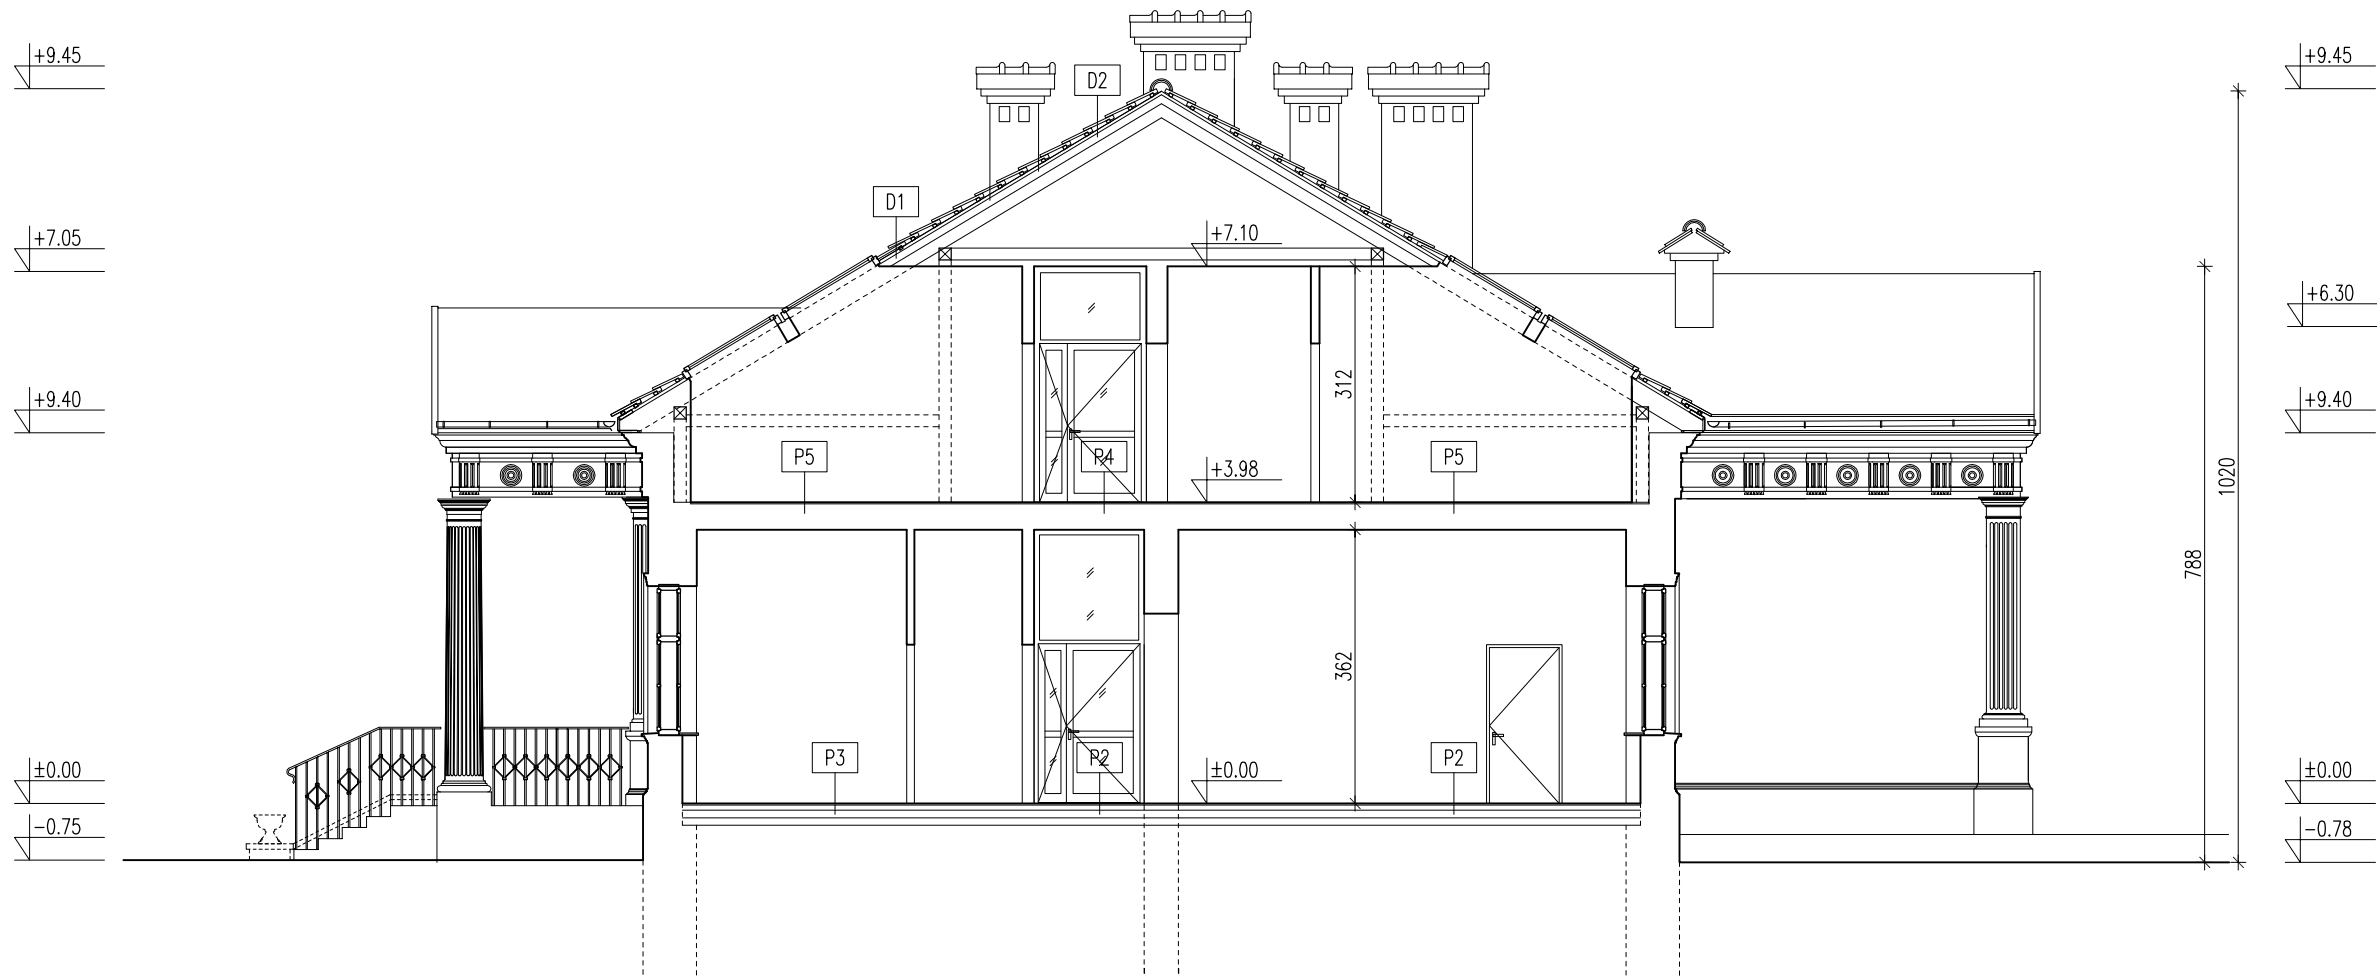 +9.45
+9.45
D2
D1
+7.05
+7.10
+6.30
+9.40
312
+9.40
P5
P4
P5
+3.98
1020
788
362
P3
P2
P2
±0.00
±0.00
±0.00
-0.75
-0.78